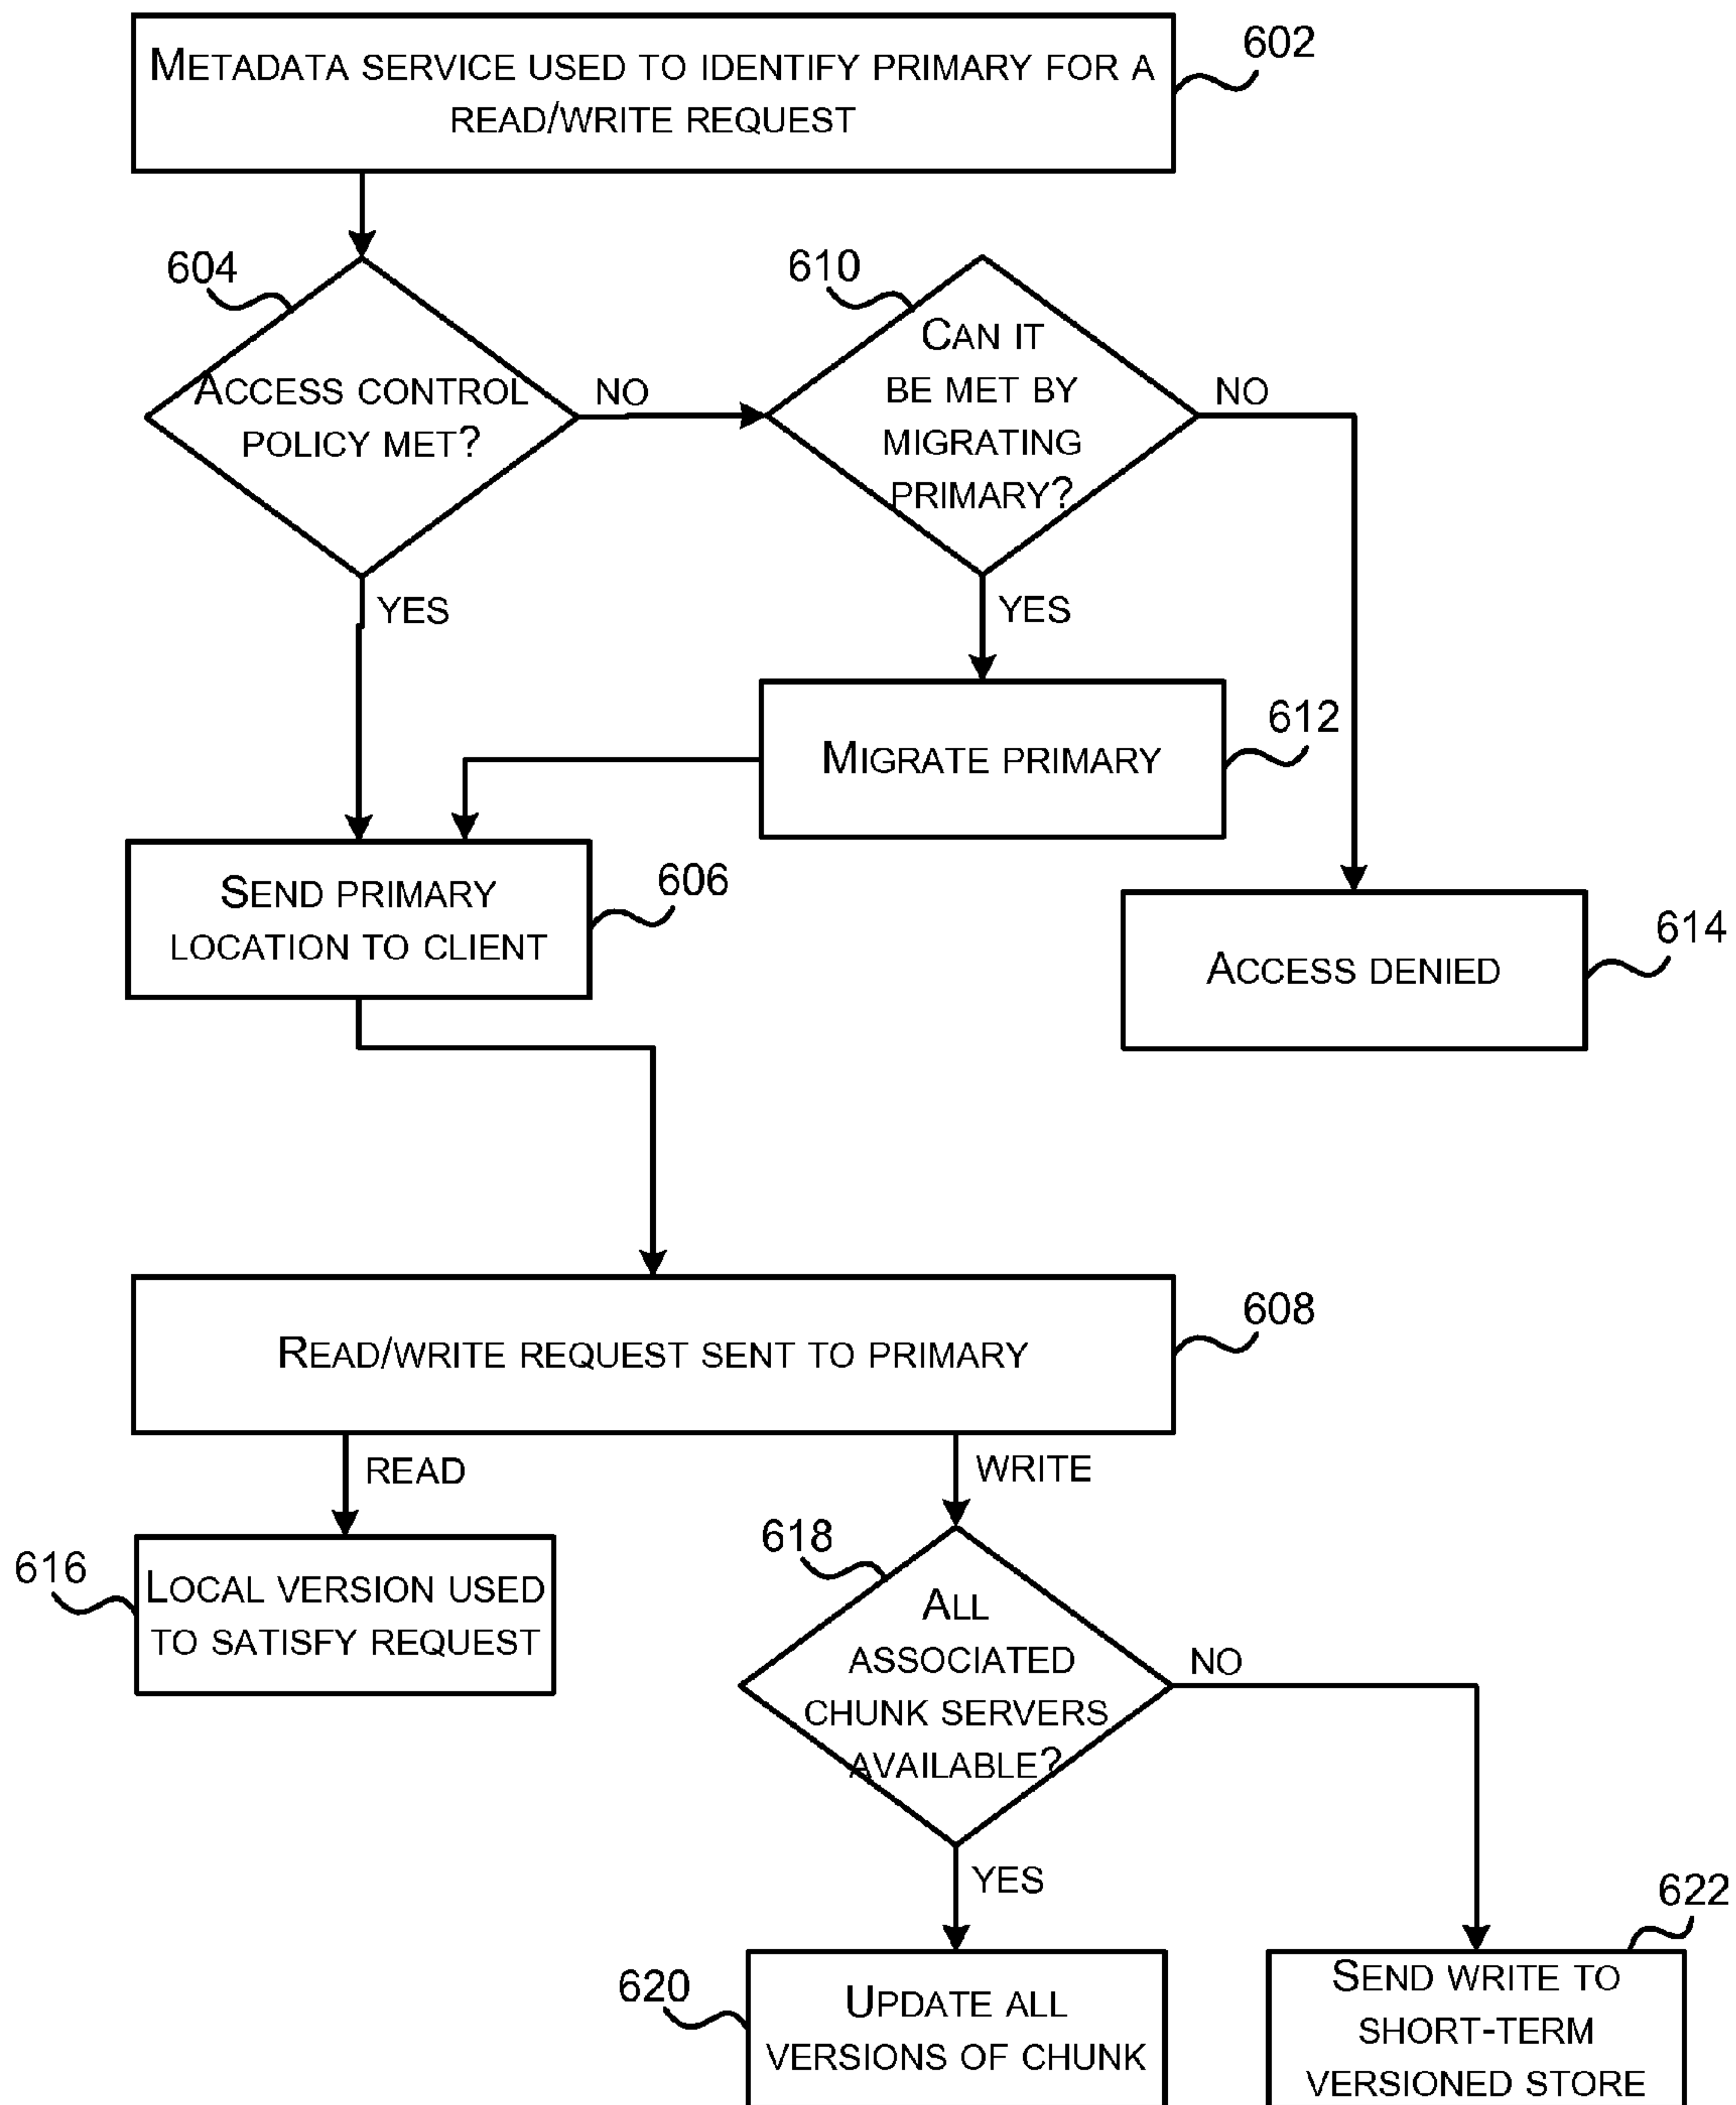 METADATA SERVICE USED TO IDENTIFY PRIMARY FOR A
READ/WRITE REQUEST
602
604
ACCESS CONTROL
POLICY MET?
NO
610
CAN IT
BE MET BY
MIGRATING
PRIMARY?
NO
YES
YES
MIGRATE PRIMARY
612
SEND PRIMARY
LOCATION TO CLIENT
606
ACCESS DENIED
614
READ/WRITE REQUEST SENT TO PRIMARY
608
READ
WRITE
616
LOCAL VERSION USED
TO SATISFY REQUEST
618
ALL
ASSOCIATED
CHUNK SERVERS
AVAILABLE?
NO
YES
620
UPDATE ALL
VERSIONS OF CHUNK
622
SEND WRITE TO
SHORT-TERM
VERSIONED STORE